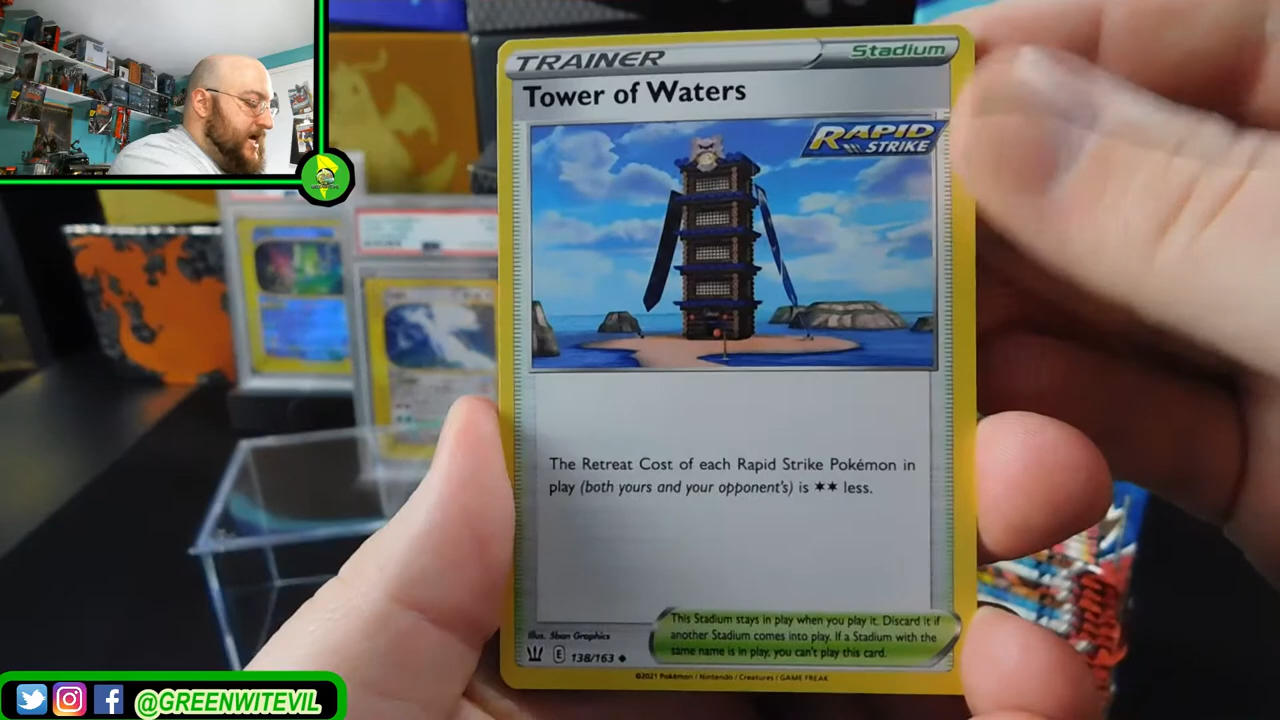 TRAINER Stadium
Tower of Waters
RAPID
STRIKE
The Retreat Cost of each Rapid Strike Pokémon in
play (both yours and your opponent's) is ✶✶ less.
This Stadium stays in play when you play it. Discard it if
another Stadium comes into play. If a Stadium with the
same name is in play, you can't play this card.
Illus. 5ban Graphics
E 138/163 ◆
©2021 Pokémon / Nintendo / Creatures / GAME FREAK
@GREENWITEVIL